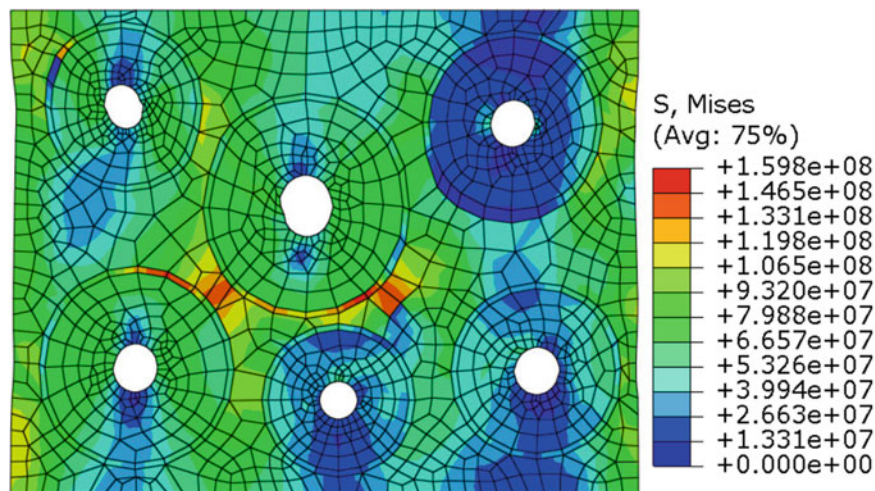 S, Mises
(Avg: 75%)
+1.598e+08
+1.465e+08
+1.331e+08
+1.198e+08
+1.065e+08
+9.320e+07
+7.988e+07
+6.657e+07
+5.326e+07
+3.994e+07
+2.663e+07
+1.331e+07
+0.000e+00